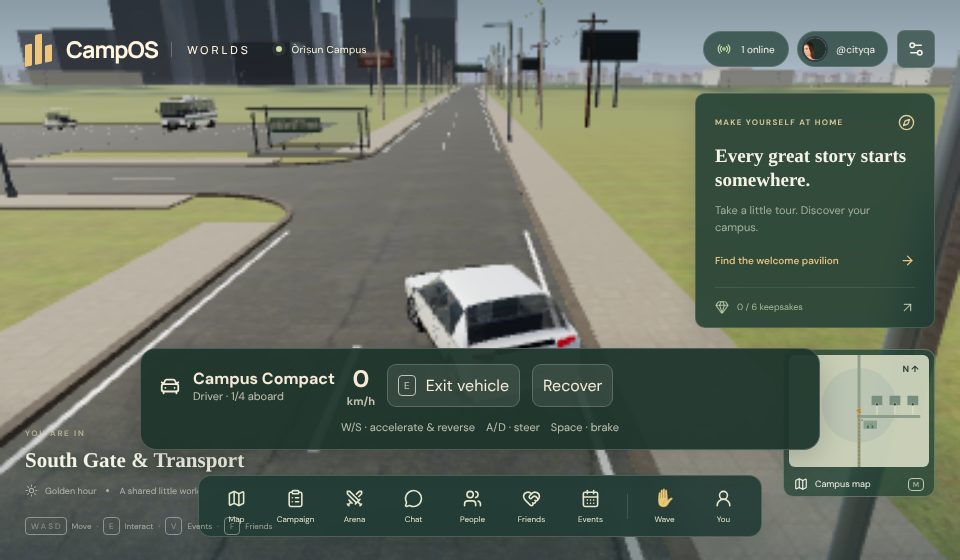 CampOS
WORLDS
Orisun Campus
1 online
@cityqa
MAKE YOURSELF AT HOME
Every great story starts
somewhere.
Take a little tour. Discover your
campus.
Find the welcome pavilion
0 / 6 keepsakes
Campus Compact
Driver · 1/4 aboard
0
km/h
E Exit vehicle
Recover
W/S · accelerate & reverse A/D · steer Space · brake
N
Campus map
M
YOU ARE IN
South Gate & Transport
Golden hour • A shared little
WASD Move · E Interact · V Events · F Friends
Map
Campaign
Arena
Chat
People
Friends
Events
Wave
You